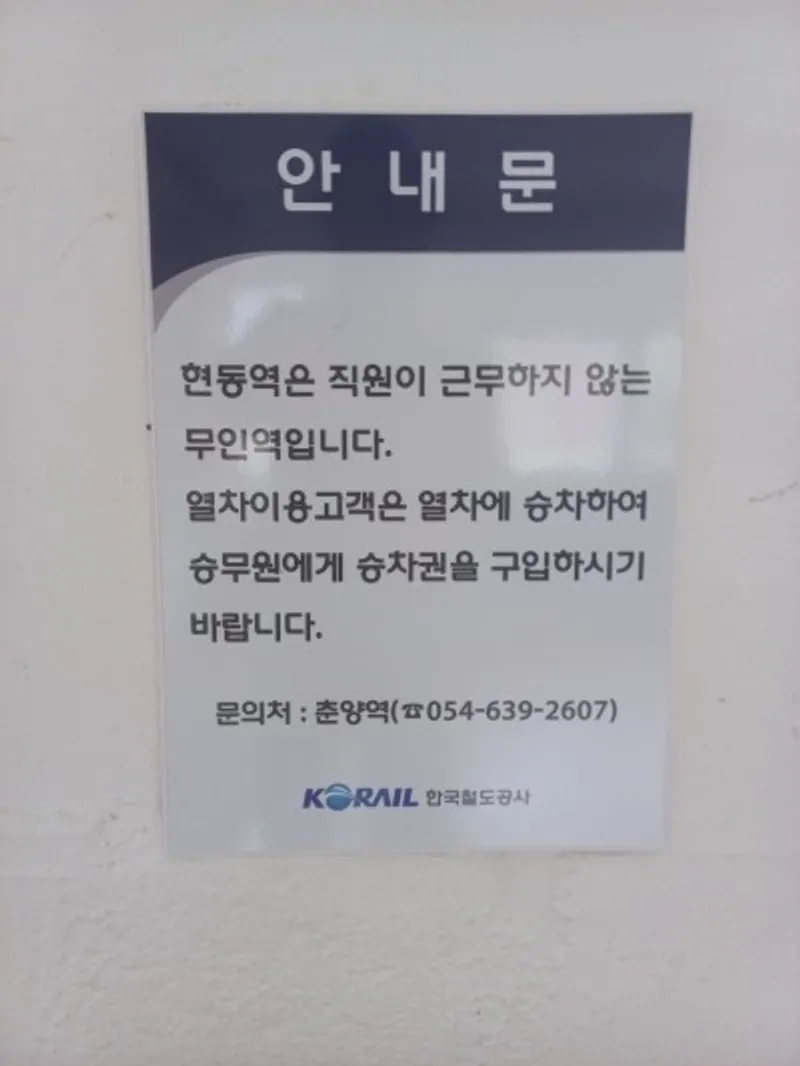 안 내 문
현동역은 직원이 근무하지 않는
무인역입니다.
열차이용고객은 열차에 승차하여
승무원에게 승차권을 구입하시기
바랍니다.
문의처 : 춘양역(☎054-639-2607)
KORAIL 한국철도공사